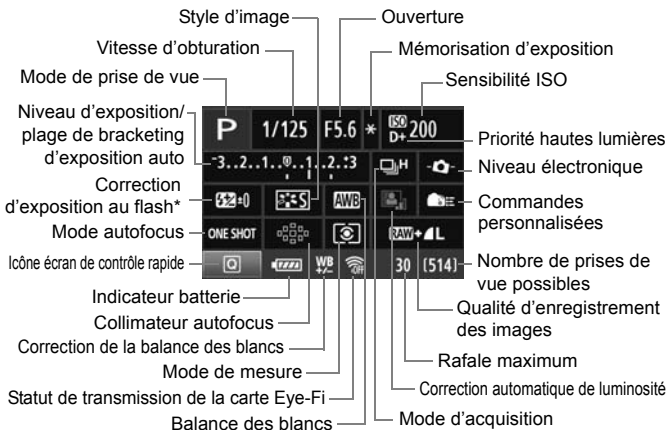 Style d'image
Ouverture
Vitesse d'obturation
Mémorisation d'exposition
Mode de prise de vue
Sensibilité ISO
Niveau d'exposition/
plage de bracketing
d'exposition auto
P 1/125 F5.6 * ISO D+ 200
Priorité hautes lumières
-3..2..1..0..1..2.:3 H
Niveau électronique
Correction
d'exposition au flash*
±0 S AWB
Commandes
personnalisées
Mode autofocus
ONE SHOT RAW+L
Icône écran de contrôle rapide
Q WB +/- OFF 30 [514]
Nombre de prises
de vue possibles
Indicateur batterie
Qualité d'enregistrement
des images
Collimateur autofocus
Correction de la balance des blancs
Rafale maximum
Mode de mesure
Correction automatique de luminosité
Statut de transmission de la carte Eye-Fi
Mode d'acquisition
Balance des blancs